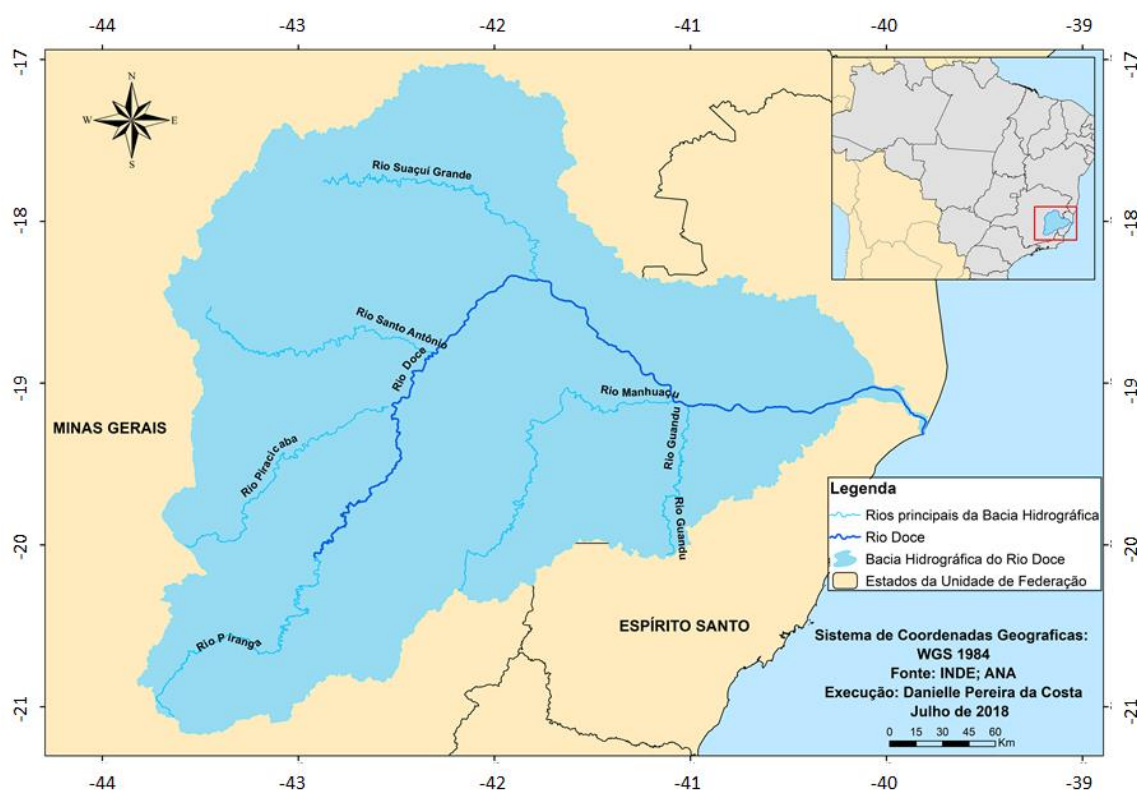 -44 -43 -42 -41 -40 -39
-17 -17
N
W E
S
Rio Suaçuí Grande
-18 -18
Rio Santo Antônio
Rio Doce
-19 -19
Rio Manhuaçu
MINAS GERAIS
Rio Piracicaba
Rio Guandu
Rio Guandu
-20 -20
Rio Piranga
ESPÍRITO SANTO
-21 -21
Legenda
Rios principais da Bacia Hidrográfica
Rio Doce
Bacia Hidrográfica do Rio Doce
Estados da Unidade de Federação
Sistema de Coordenadas Geograficas:
WGS 1984
Fonte: INDE; ANA
Execução: Danielle Pereira da Costa
Julho de 2018
0 15 30 45 60
Km
-44 -43 -42 -41 -40 -39